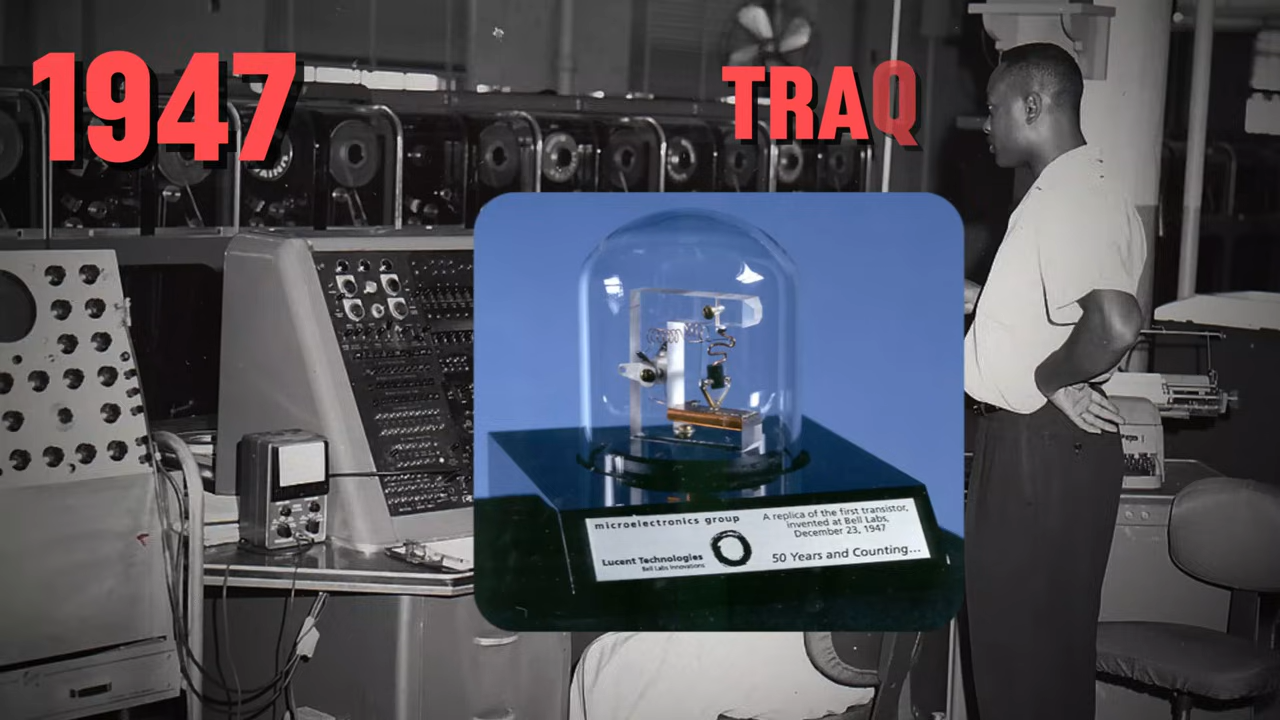 1947
TRAQ
microelectronics group
Lucent Technologies
Bell Labs Innovations
A replica of the first transistor,
invented at Bell Labs,
December 23, 1947
50 Years and Counting...